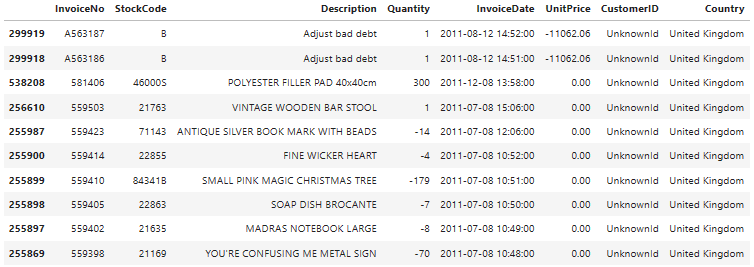 InvoiceNo StockCode Description Quantity InvoiceDate UnitPrice CustomerID Country
299919 A563187 B Adjust bad debt 1 2011-08-12 14:52:00 -11062.06 UnknownId United Kingdom
299918 A563186 B Adjust bad debt 1 2011-08-12 14:51:00 -11062.06 UnknownId United Kingdom
538208 581406 46000S POLYESTER FILLER PAD 40x40cm 300 2011-12-08 13:58:00 0.00 UnknownId United Kingdom
256610 559503 21763 VINTAGE WOODEN BAR STOOL 1 2011-07-08 15:06:00 0.00 UnknownId United Kingdom
255987 559423 71143 ANTIQUE SILVER BOOK MARK WITH BEADS -14 2011-07-08 12:06:00 0.00 UnknownId United Kingdom
255900 559414 22855 FINE WICKER HEART -4 2011-07-08 10:52:00 0.00 UnknownId United Kingdom
255899 559410 84341B SMALL PINK MAGIC CHRISTMAS TREE -179 2011-07-08 10:51:00 0.00 UnknownId United Kingdom
255898 559405 22863 SOAP DISH BROCANTE -7 2011-07-08 10:50:00 0.00 UnknownId United Kingdom
255897 559402 21635 MADRAS NOTEBOOK LARGE -8 2011-07-08 10:49:00 0.00 UnknownId United Kingdom
255869 559398 21169 YOU'RE CONFUSING ME METAL SIGN -70 2011-07-08 10:48:00 0.00 UnknownId United Kingdom